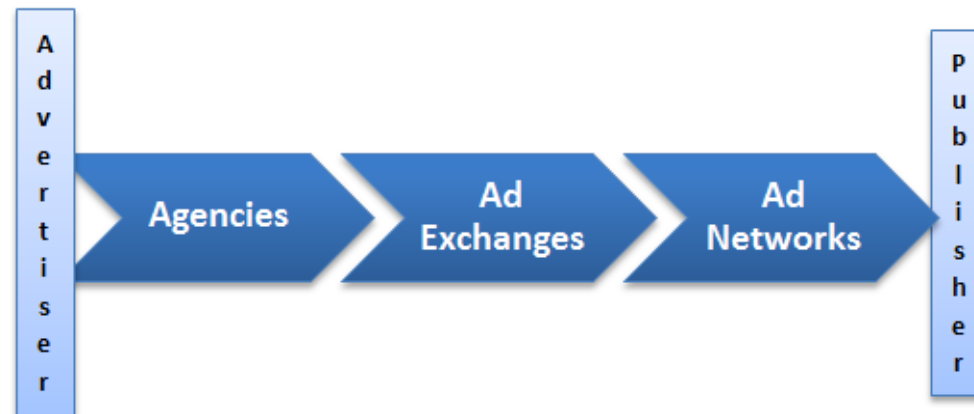 Advertiser
Agencies
Ad
Exchanges
Ad
Networks
Publisher